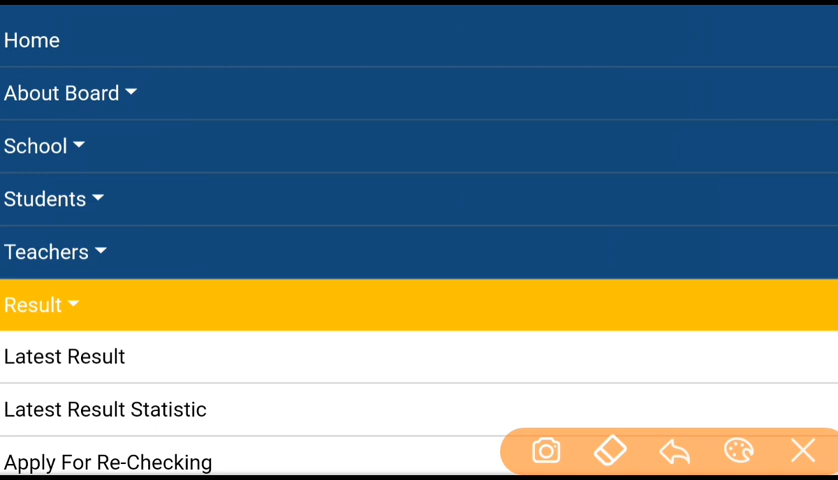 Home
About Board
School
Students
Teachers
Result
Latest Result
Latest Result Statistic
Apply For Re-Checking